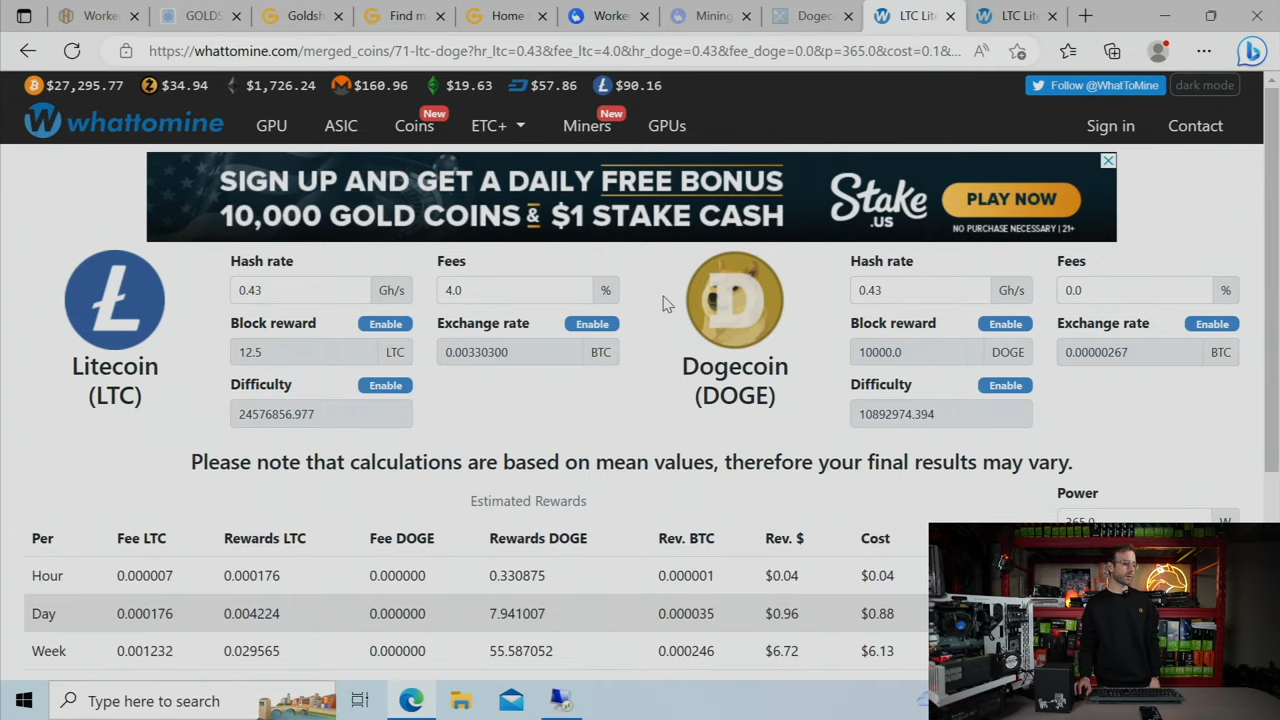 Worke
GOLDS
Goldsh
Find m
Home
Worke
Mining
Dogec
LTC Lit
LTC Lit
https://whattomine.com/merged_coins/71-ltc-doge?hr_ltc=0.43&fee_ltc=4.0&hr_doge=0.43&fee_doge=0.0&p=365.0&cost=0.1&...
$27,295.77 $34.94 $1,726.24 $160.96 $19.63 $57.86 $90.16 Follow @WhatToMine dark mode
whattomine GPU ASIC Coins New ETC+ Miners New GPUs Sign in Contact
SIGN UP AND GET A DAILY FREE BONUS
10,000 GOLD COINS & $1 STAKE CASH
Stake
.US
PLAY NOW
NO PURCHASE NECESSARY | 21+
Litecoin
(LTC)
Hash rate Fees
0.43 Gh/s 4.0 %
Block reward Enable Exchange rate Enable
12.5 LTC 0.00330300 BTC
Difficulty Enable
24576856.977
Dogecoin
(DOGE)
Hash rate Fees
0.43 Gh/s 0.0 %
Block reward Enable Exchange rate Enable
10000.0 DOGE 0.00000267 BTC
Difficulty Enable
10892974.394
Please note that calculations are based on mean values, therefore your final results may vary.
Estimated Rewards
Power
365.0 W
Per Fee LTC Rewards LTC Fee DOGE Rewards DOGE Rev. BTC Rev. $ Cost
Hour 0.000007 0.000176 0.000000 0.330875 0.000001 $0.04 $0.04
Day 0.000176 0.004224 0.000000 7.941007 0.000035 $0.96 $0.88
Week 0.001232 0.029565 0.000000 55.587052 0.000246 $6.72 $6.13
Type here to search